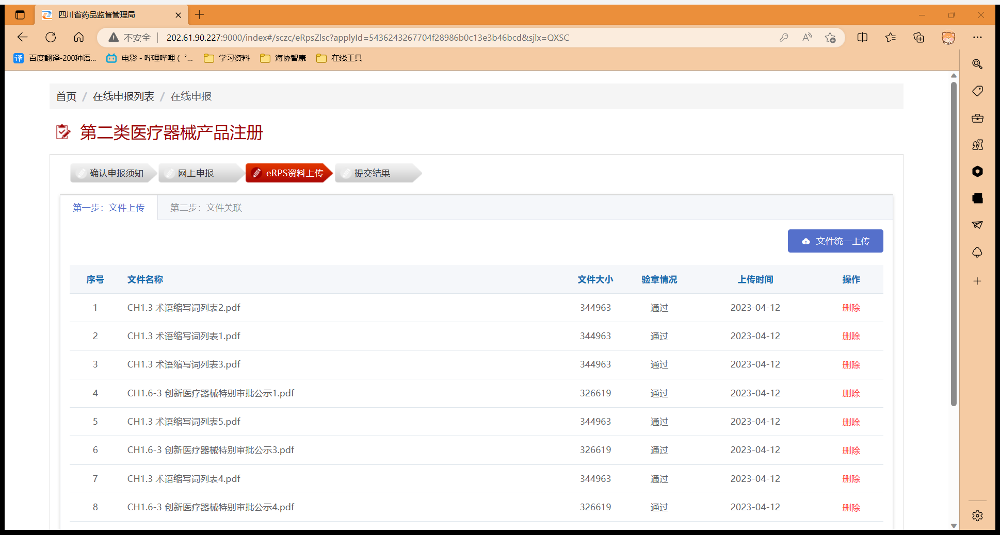 四川省药品监督管理局
不安全 202.61.90.227:9000/index#/sczc/eRpsZlsc?applyId=5436243267704f28986b0c13e3b46bcd&sjlx=QXSC
百度翻译-200种语... 电影 - 哔哩哔哩 ( ゜... 学习资料 海协智康 在线工具
首页 / 在线申报列表 / 在线申报
第二类医疗器械产品注册
确认申报须知 网上申报 eRPS资料上传 提交结果
第一步：文件上传 第二步：文件关联
文件统一上传
序号 文件名称 文件大小 验章情况 上传时间 操作
1 CH1.3 术语缩写词列表2.pdf 344963 通过 2023-04-12 删除
2 CH1.3 术语缩写词列表1.pdf 344963 通过 2023-04-12 删除
3 CH1.3 术语缩写词列表3.pdf 344963 通过 2023-04-12 删除
4 CH1.6-3 创新医疗器械特别审批公示1.pdf 326619 通过 2023-04-12 删除
5 CH1.3 术语缩写词列表5.pdf 344963 通过 2023-04-12 删除
6 CH1.6-3 创新医疗器械特别审批公示3.pdf 326619 通过 2023-04-12 删除
7 CH1.3 术语缩写词列表4.pdf 344963 通过 2023-04-12 删除
8 CH1.6-3 创新医疗器械特别审批公示4.pdf 326619 通过 2023-04-12 删除